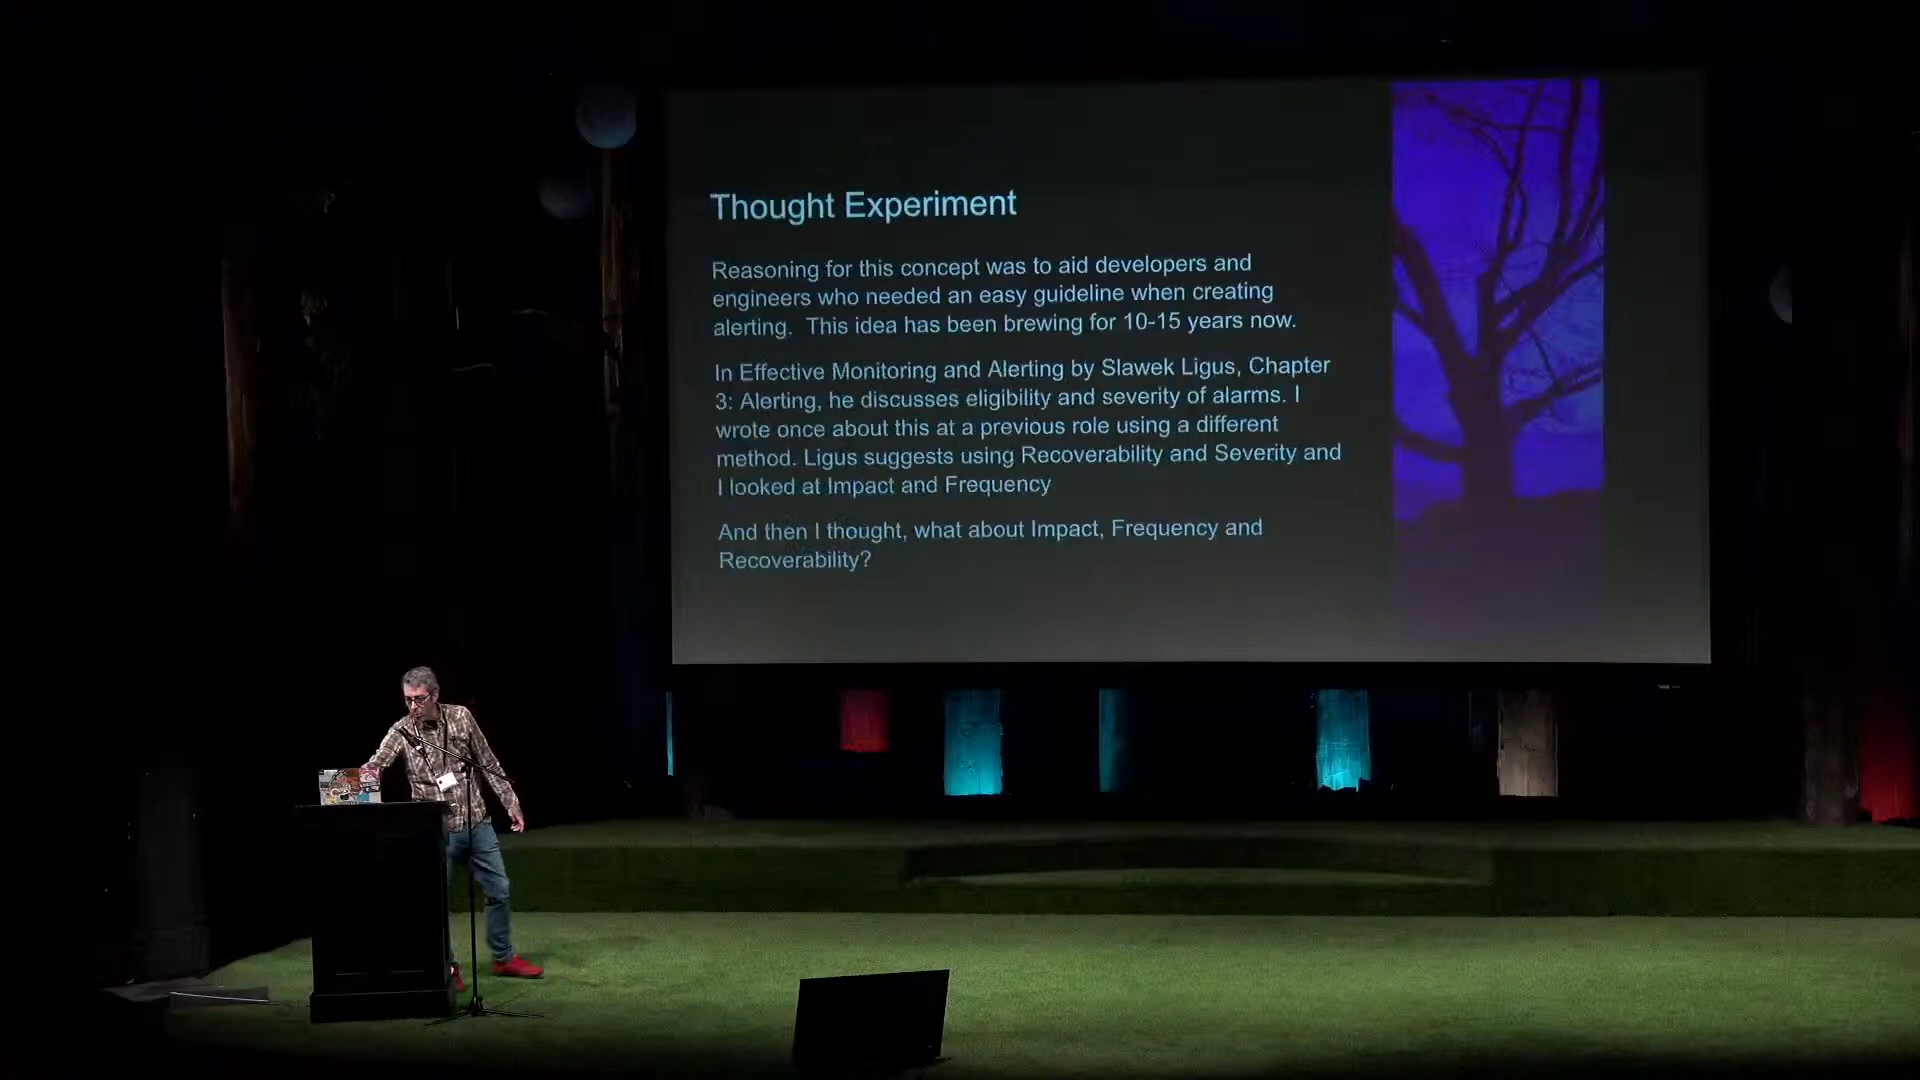 Thought Experiment
Reasoning for this concept was to aid developers and
engineers who needed an easy guideline when creating
alerting.  This idea has been brewing for 10-15 years now.
In Effective Monitoring and Alerting by Slawek Ligus, Chapter
3: Alerting, he discusses eligibility and severity of alarms. I
wrote once about this at a previous role using a different
method. Ligus suggests using Recoverability and Severity and
I looked at Impact and Frequency
And then I thought, what about Impact, Frequency and
Recoverability?